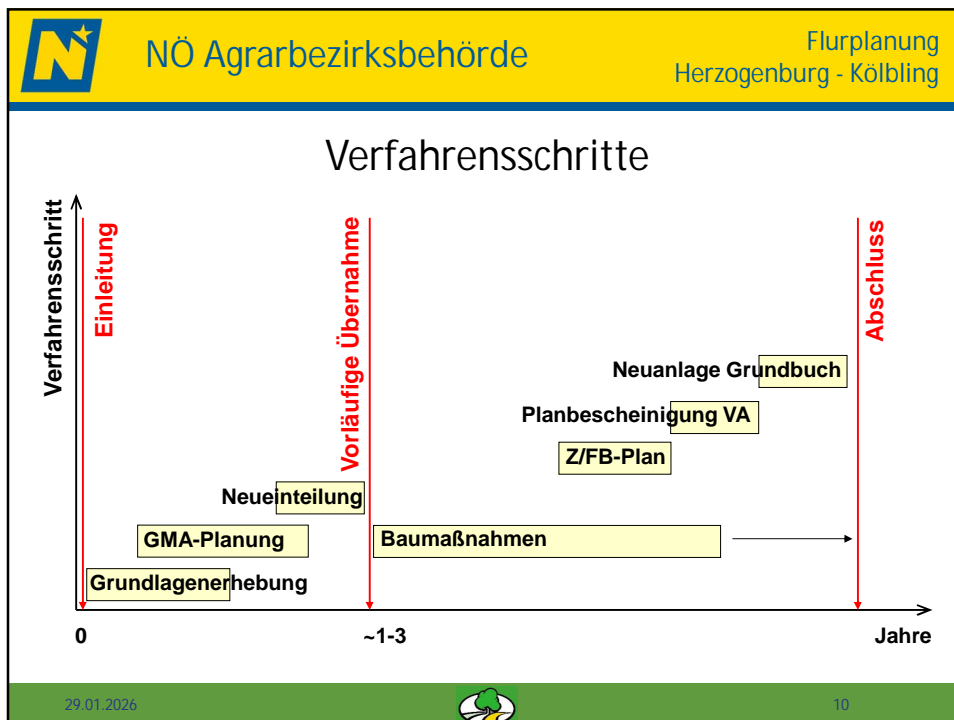 NÖ Agrarbezirksbehörde
Flurplanung
Herzogenburg - Kölbling
Verfahrensschritte
Verfahrensschritt
Einleitung
Vorläufige Übernahme
Abschluss
Neuanlage Grundbuch
Planbescheinigung VA
Z/FB-Plan
Neueinteilung
GMA-Planung
Baumaßnahmen
Grundlagenerhebung
0
~1-3
Jahre
29.01.2026
10